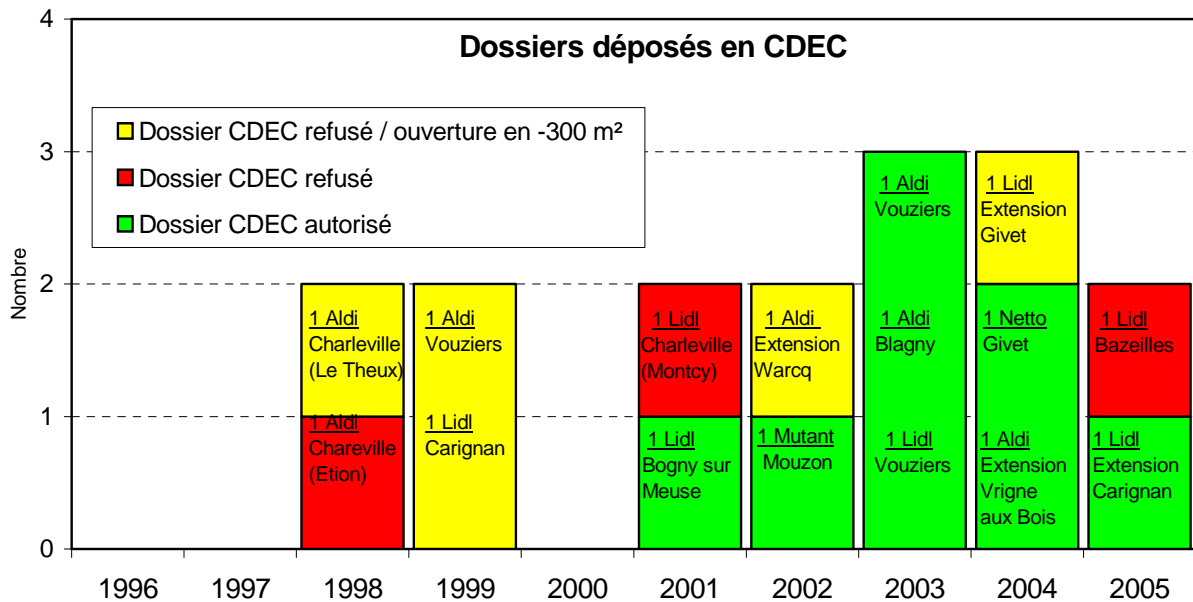 Dossiers déposés en CDEC
Dossier CDEC refusé / ouverture en -300 m²
Dossier CDEC refusé
Dossier CDEC autorisé
Nombre
4
3
2
1
0
1 Aldi
Charleville
(Le Theux)
1 Aldi
Chareville
(Etion)
1 Aldi
Vouziers
1 Lidl
Carignan
1 Lidl
Charleville
(Montcy)
1 Lidl
Bogny sur
Meuse
1 Aldi
Extension
Warcq
1 Mutant
Mouzon
1 Aldi
Vouziers
1 Aldi
Blagny
1 Lidl
Vouziers
1 Lidl
Extension
Givet
1 Netto
Givet
1 Aldi
Extension
Vrigne
aux Bois
1 Lidl
Bazeilles
1 Lidl
Extension
Carignan
1996 1997 1998 1999 2000 2001 2002 2003 2004 2005